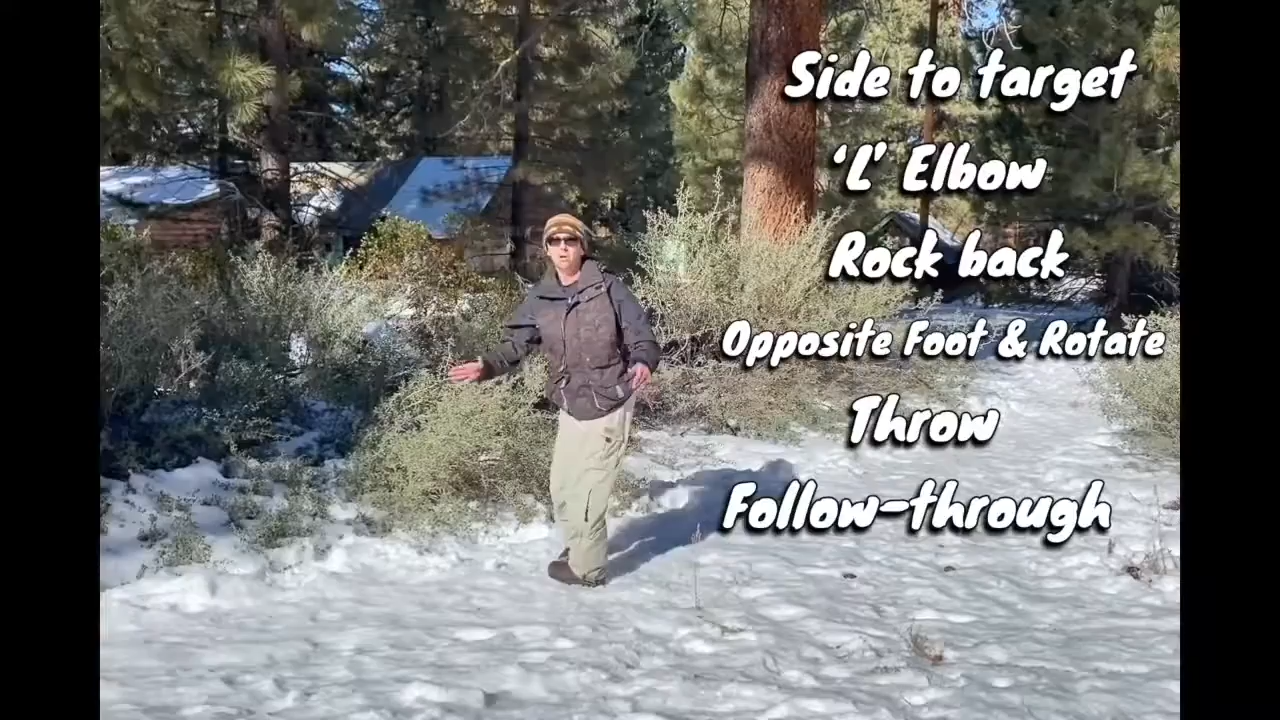 Side to target
'L' Elbow
Rock back
Opposite Foot & Rotate
Throw
Follow-through